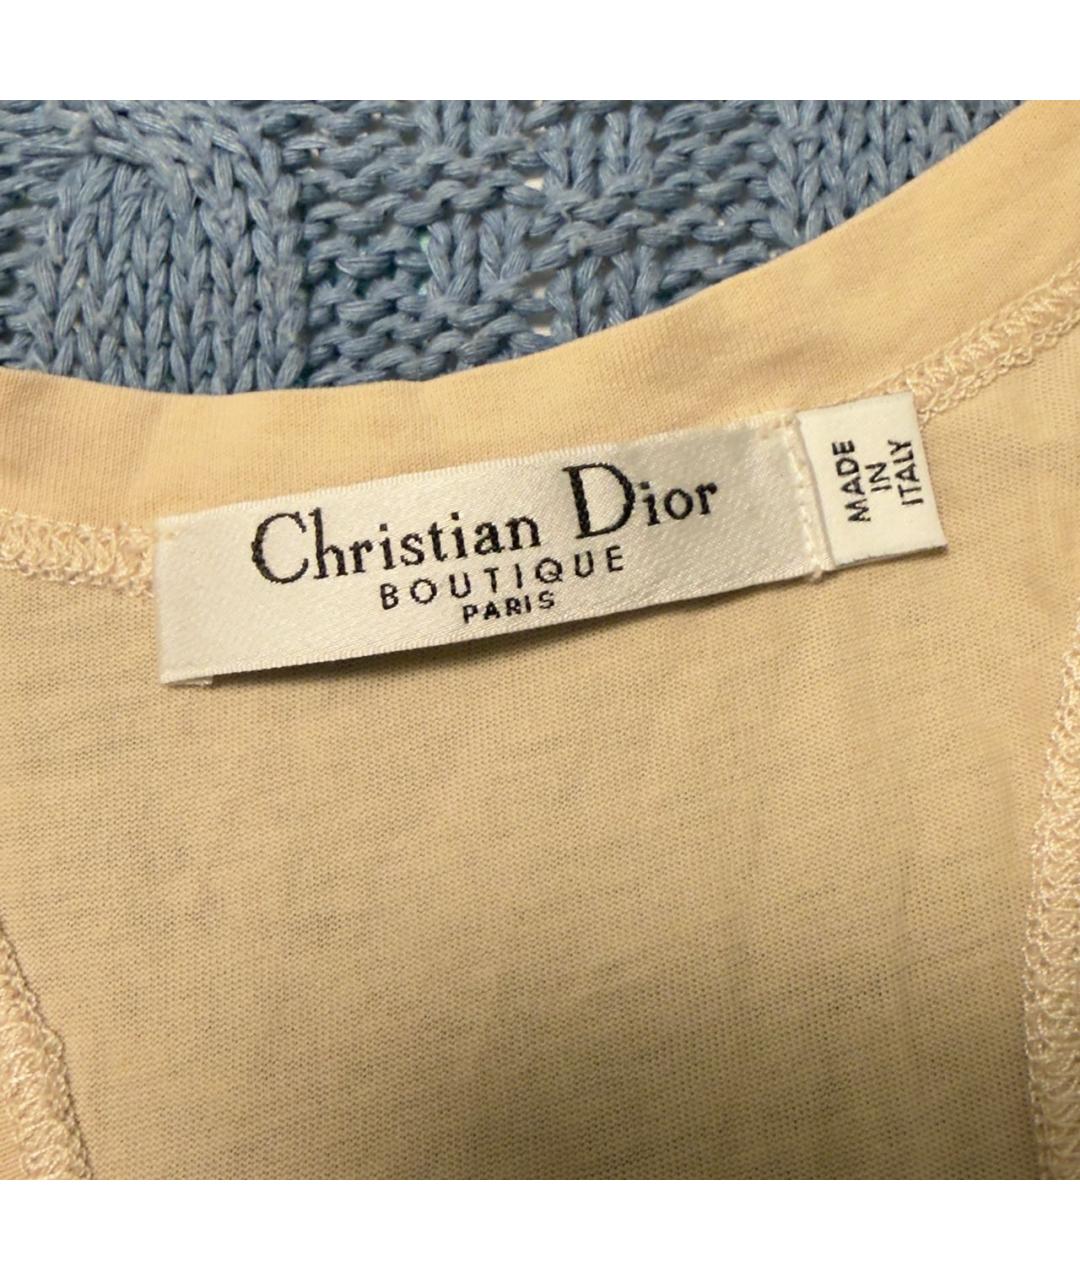 Christian Dior
BOUTIQUE
PARIS
MADE
IN
ITALY